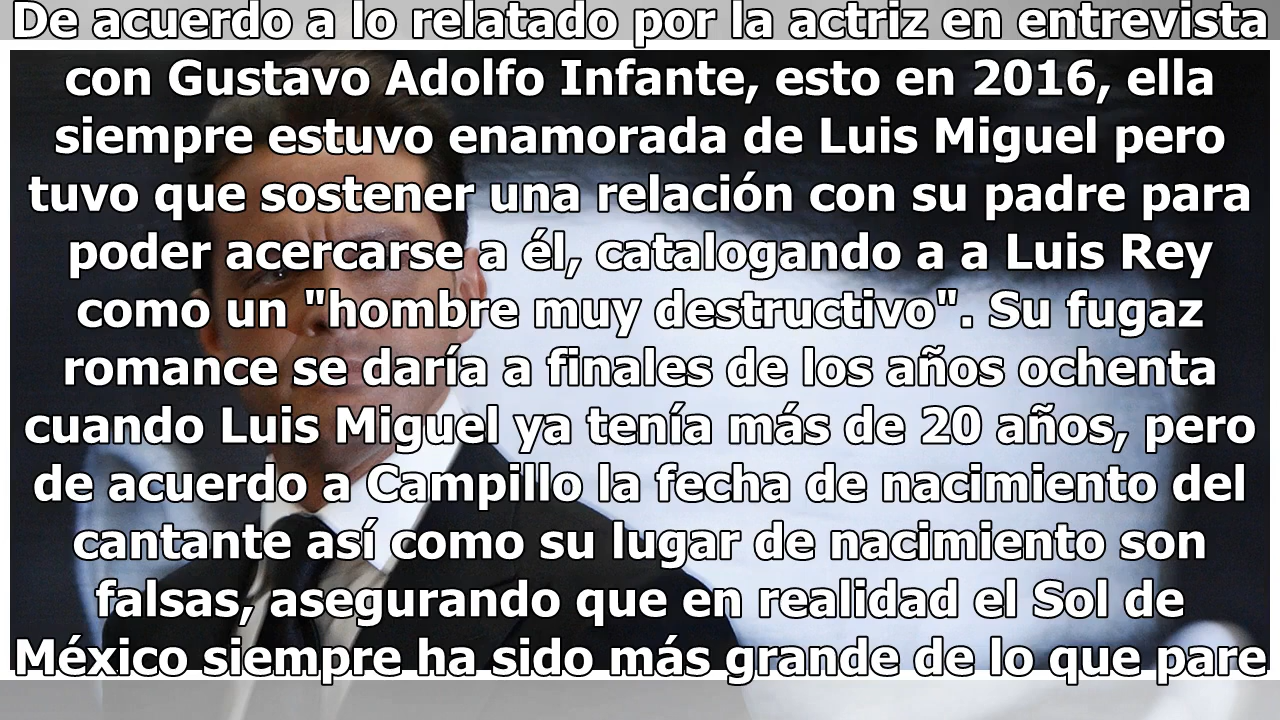 De acuerdo a lo relatado por la actriz en entrevista
con Gustavo Adolfo Infante, esto en 2016, ella
siempre estuvo enamorada de Luis Miguel pero
tuvo que sostener una relación con su padre para
poder acercarse a él, catalogando a a Luis Rey
como un "hombre muy destructivo". Su fugaz
romance se daría a finales de los años ochenta
cuando Luis Miguel ya tenía más de 20 años, pero
de acuerdo a Campillo la fecha de nacimiento del
cantante así como su lugar de nacimiento son
falsas, asegurando que en realidad el Sol de
México siempre ha sido más grande de lo que pare